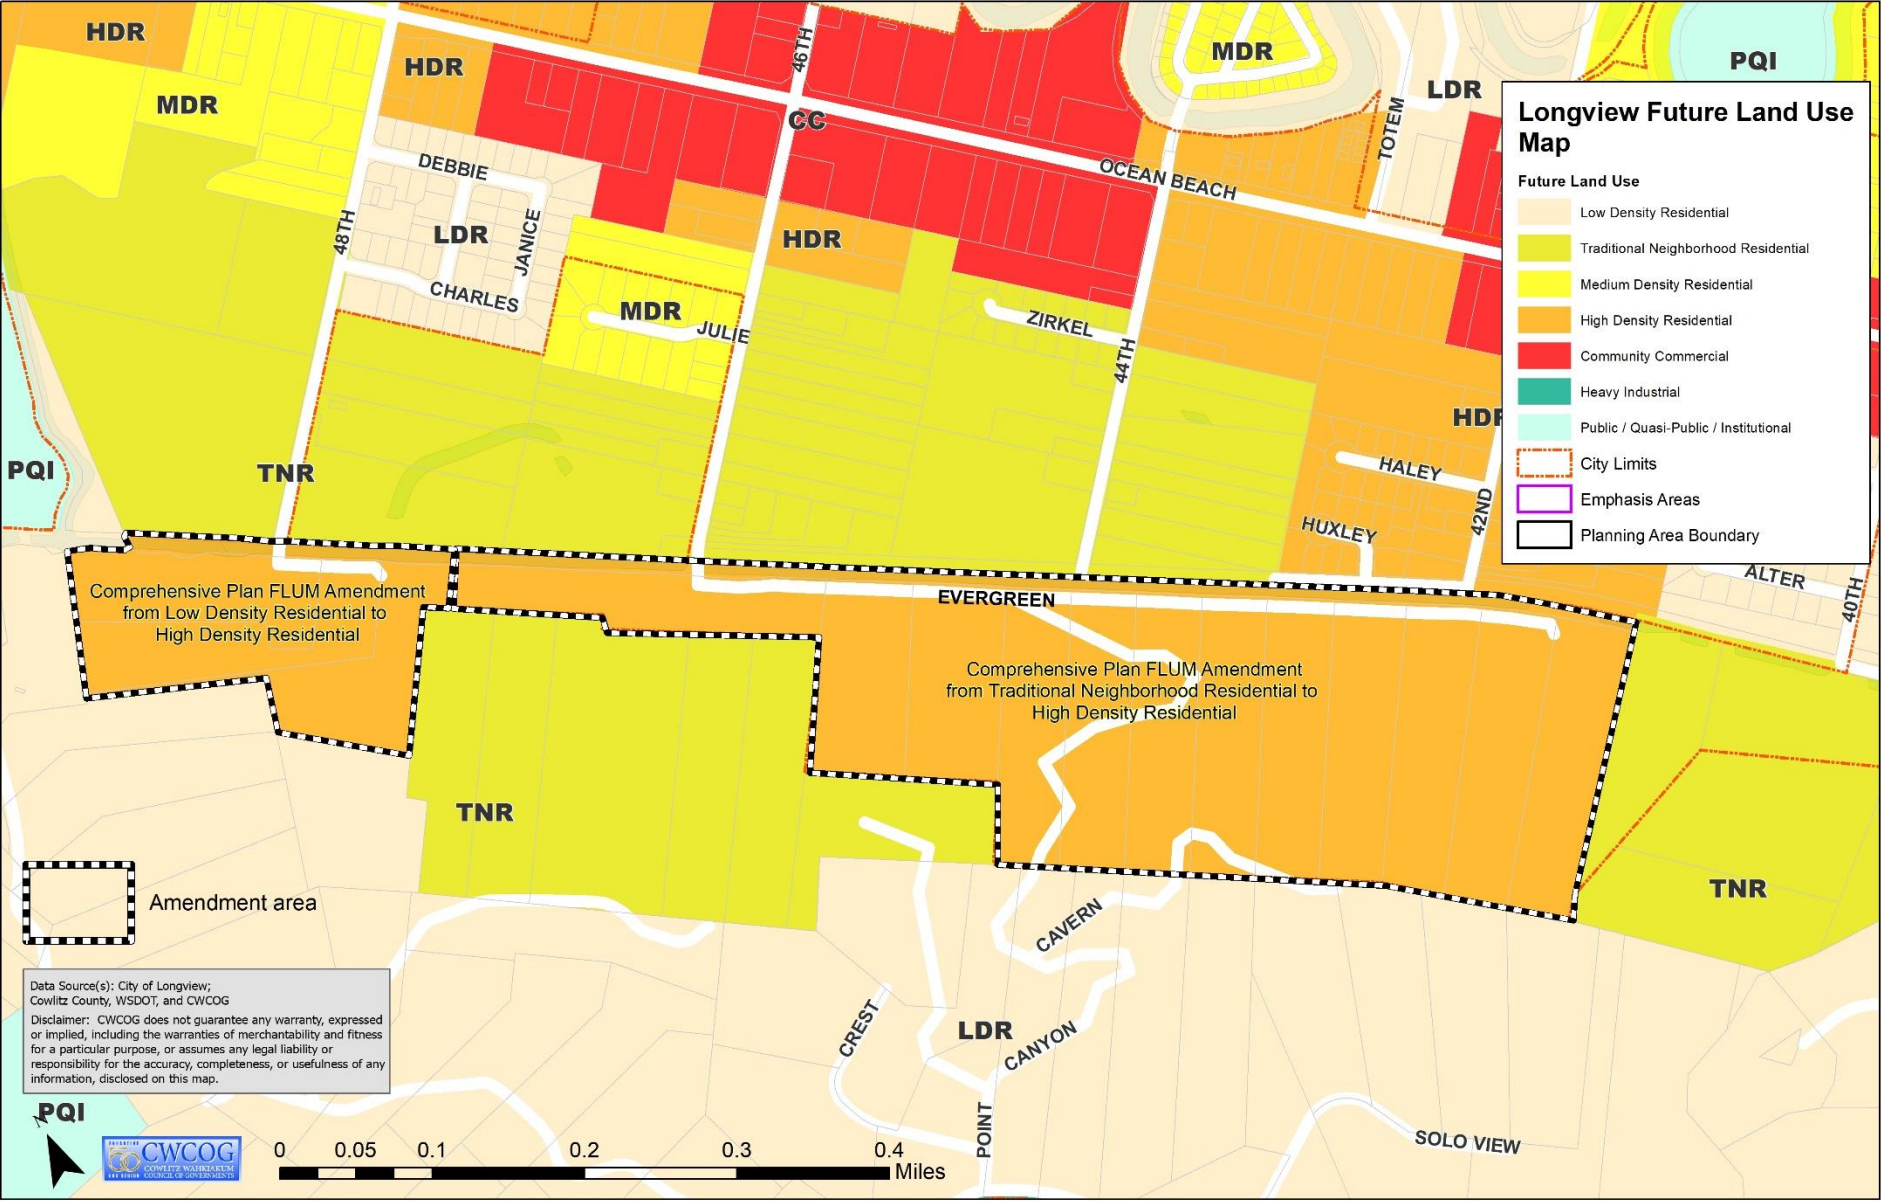 HDR
MDR
HDR
46TH
MDR
LDR
PQI
CC
TOTEM
OCEAN BEACH
Longview Future Land Use
Map
Future Land Use
Low Density Residential
Traditional Neighborhood Residential
Medium Density Residential
High Density Residential
Community Commercial
Heavy Industrial
Public / Quasi-Public / Institutional
City Limits
Emphasis Areas
Planning Area Boundary
DEBBIE
48TH
LDR
JANICE
CHARLES
HDR
MDR
JULIE
ZIRKEL
44TH
HDR
HALEY
42ND
HUXLEY
PQI
TNR
ALTER
40TH
EVERGREEN
Comprehensive Plan FLUM Amendment
from Low Density Residential to
High Density Residential
Comprehensive Plan FLUM Amendment
from Traditional Neighborhood Residential to
High Density Residential
TNR
TNR
Amendment area
CAVERN
CREST
LDR
CANYON
POINT
SOLO VIEW
Data Source(s): City of Longview;
Cowlitz County, WSDOT, and CWCOG
Disclaimer: CWCOG does not guarantee any warranty, expressed
or implied, including the warranties of merchantability and fitness
for a particular purpose, or assumes any legal liability or
responsibility for the accuracy, completeness, or usefulness of any
information, disclosed on this map.
PQI
N
CWCOG
COWLITZ WAHKIAKUM
COUNCIL OF GOVERNMENTS
0 0.05 0.1 0.2 0.3 0.4
Miles